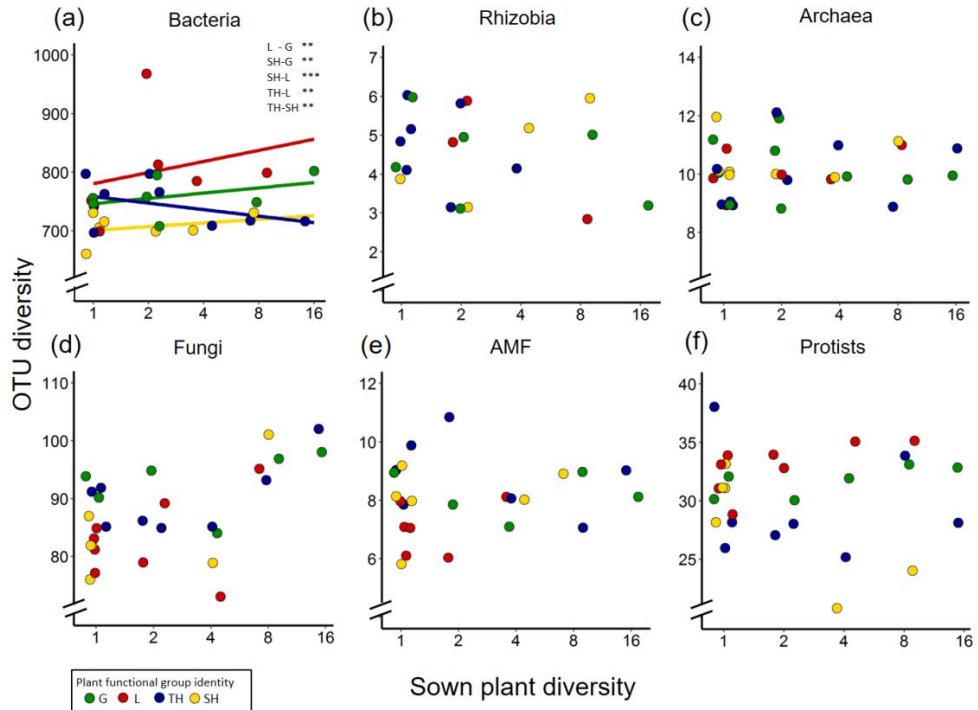 (a) Bacteria
(b) Rhizobia
(c) Archaea
1000
900
800
700
L - G **
SH-G **
SH-L ***
TH-L **
TH-SH **
1 2 4 8 16
7
6
5
4
3
2
1 2 4 8 16
12
10
8
1 2 4 8 16
OTU diversity
(d) Fungi
(e) AMF
(f) Protists
110
100
90
80
1 2 4 8 16
12
10
8
6
1 2 4 8 16
40
35
30
25
1 2 4 8 16
Sown plant diversity
Plant functional group identity
G L TH SH